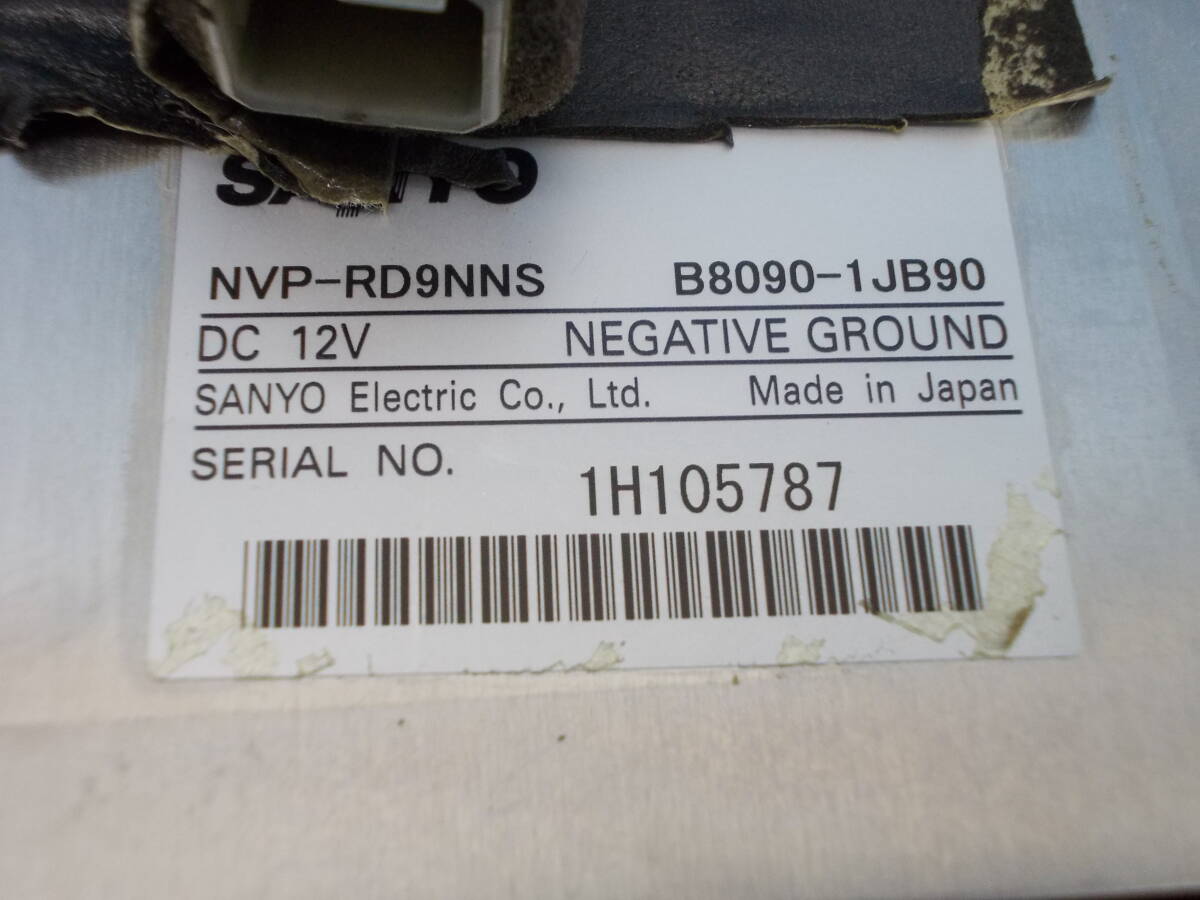 SANYO
NVP-RD9NNS B8090-1JB90
DC 12V NEGATIVE GROUND
SANYO Electric Co., Ltd. Made in Japan
SERIAL NO. 1H105787